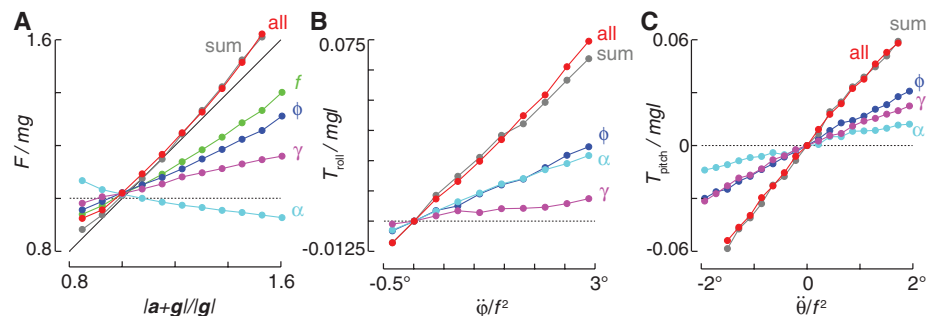 A
F / mg
1.6
0.8
all
sum
f
ϕ
γ
α
0.8
1.6
|a+g|/|g|
B
T_roll / mgl
0.075
-0.0125
all
sum
ϕ
α
γ
-0.5° 3°
φ̈/f²
C
T_pitch / mgl
0.06
0
-0.06
sum
all
ϕ
γ
α
-2° 0 2°
θ̈/f²